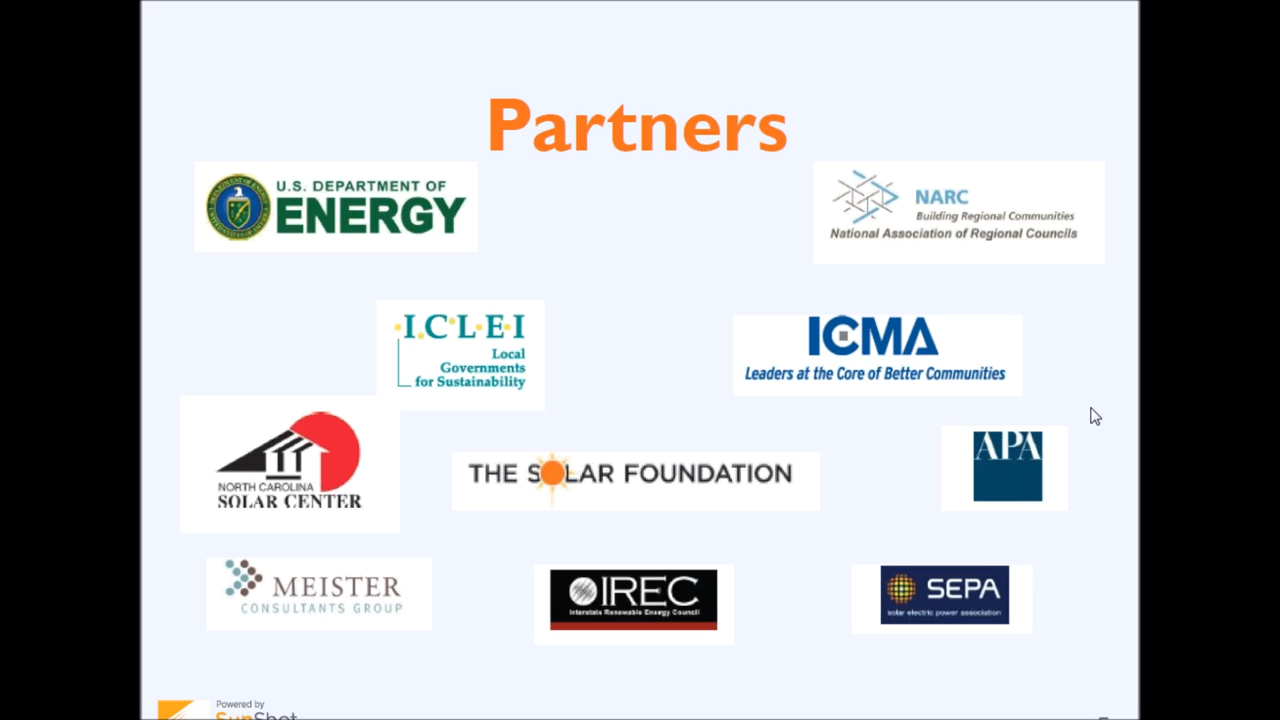 Partners
U.S. DEPARTMENT OF
ENERGY
NARC
Building Regional Communities
National Association of Regional Councils
I.C.L.E.I
Local
Governments
for Sustainability
ICMA
Leaders at the Core of Better Communities
NORTH CAROLINA
SOLAR CENTER
THE SOLAR FOUNDATION
APA
MEISTER
CONSULTANTS GROUP
IREC
Interstate Renewable Energy Council
SEPA
solar electric power association
Powered by
SunShot